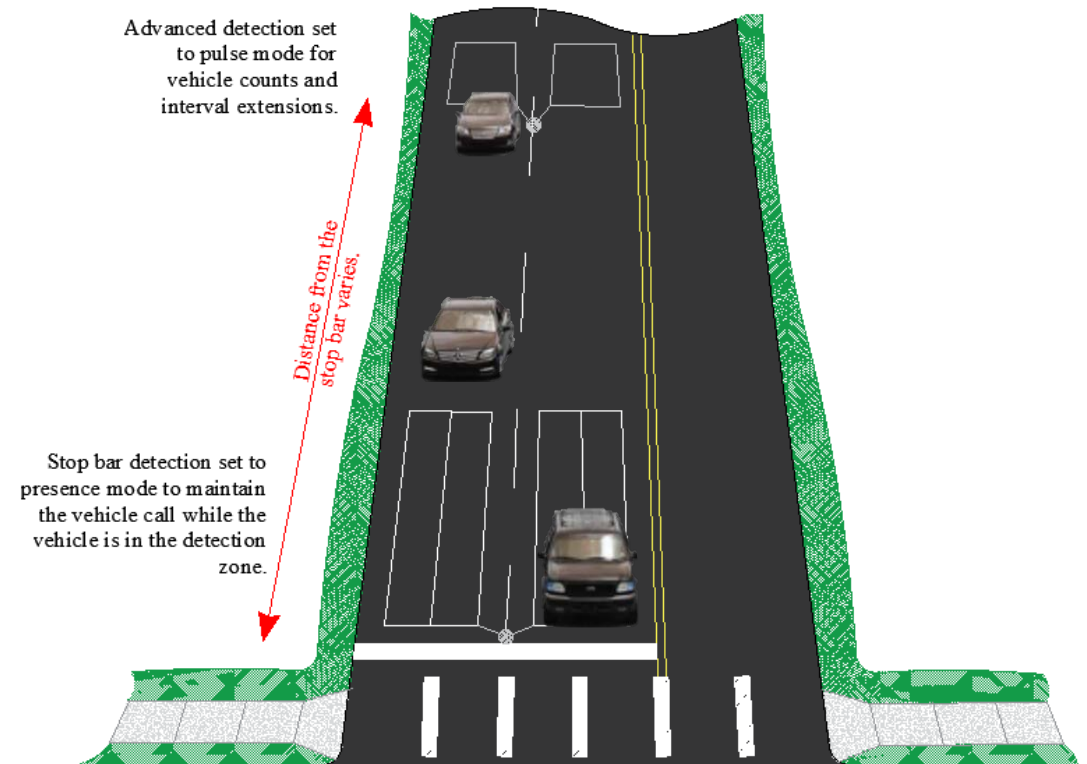 Advanced detection set
to pulse mode for
vehicle counts and
interval extensions.
Distance from the
stop bar varies.
Stop bar detection set to
presence mode to maintain
the vehicle call while the
vehicle is in the detection
zone.